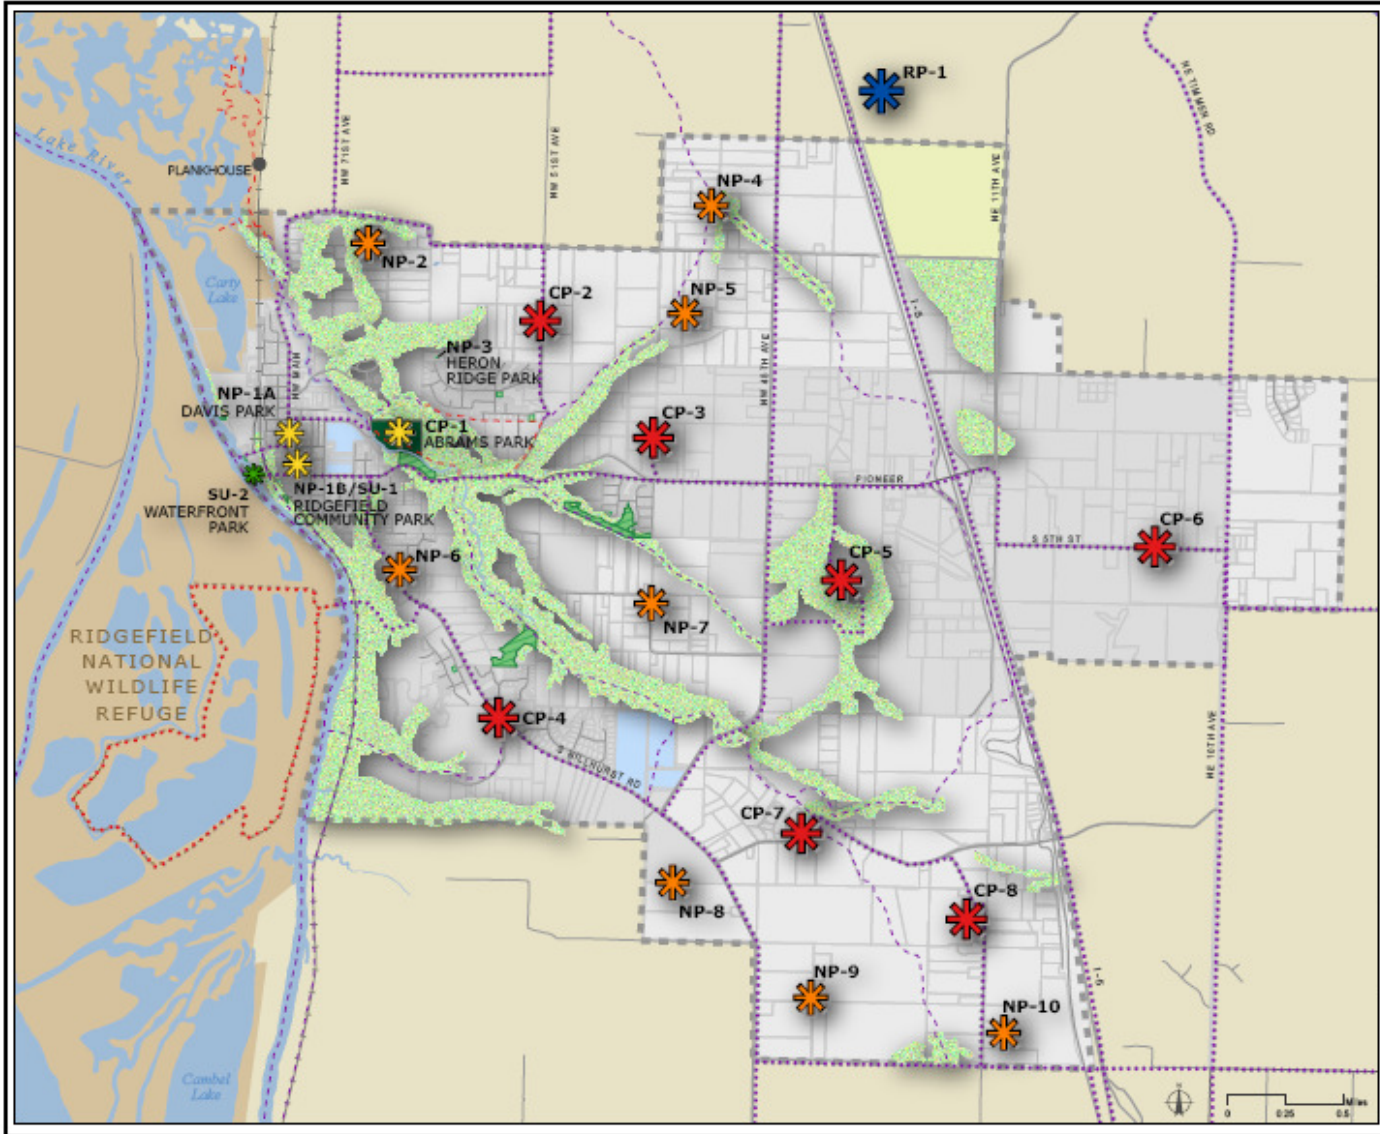 RP-1
NE TIMMER RD
Lake River
NW 71ST AVE
NW 51ST AVE
PLANKHOUSE
NE 11TH AVE
NP-4
NP-2
Carty
Lake
CP-2
NP-5
I-5
NP-3
HERON
RIDGE PARK
NW MAIN
NW 45TH AVE
NP-1A
DAVIS PARK
CP-1
ABRAMS PARK
CP-3
PIONEER
SU-2
WATERFRONT
PARK
NP-1B/SU-1
RIDGEFIELD
COMMUNITY PARK
CP-6
S 5TH ST
NP-6
CP-5
NP-7
RIDGEFIELD
NATIONAL
WILDLIFE
REFUGE
CP-4
S HILLHURST RD
NE 10TH AVE
CP-7
CP-8
NP-8
NP-9
I-5
NP-10
Cambel
Lake
N
Miles
0 0.25 0.5